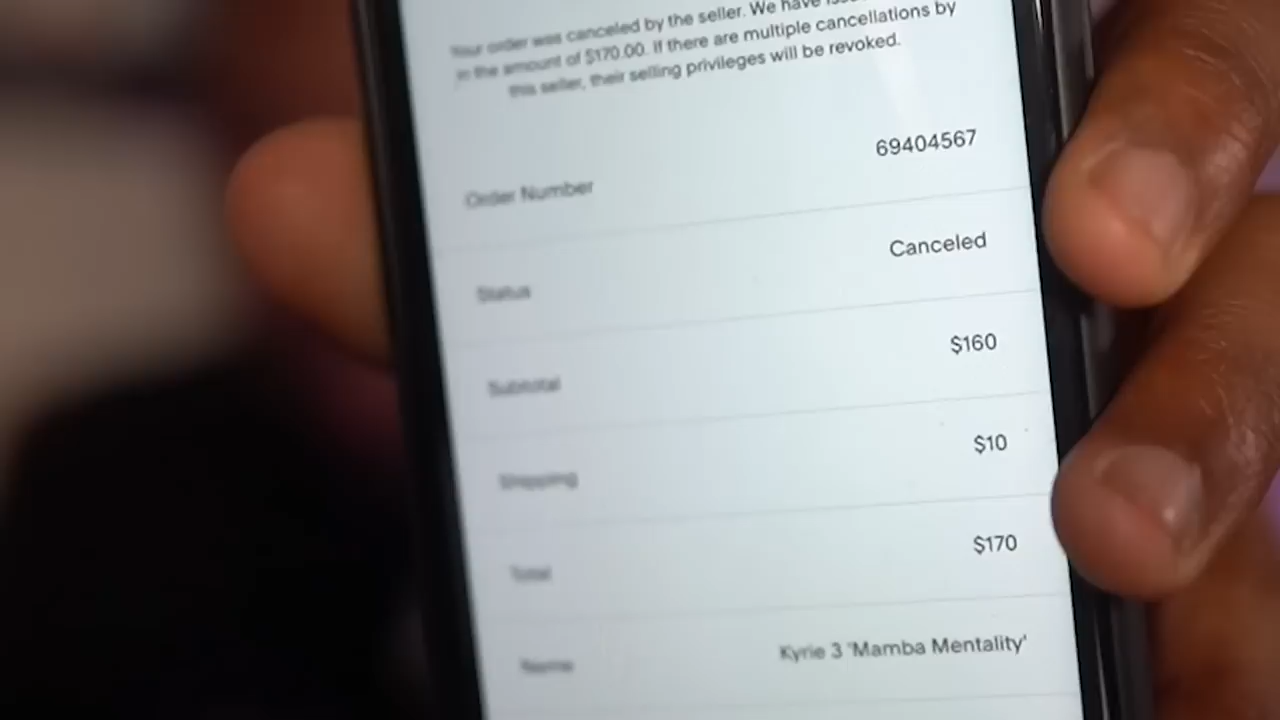 Your order was canceled by the seller. We have
in the amount of $170.00. If there are multiple cancellations by
this seller, their selling privileges will be revoked.
Order Number 69404567
Status Canceled
Subtotal $160
Shipping $10
Total $170
Name Kyrie 3 'Mamba Mentality'